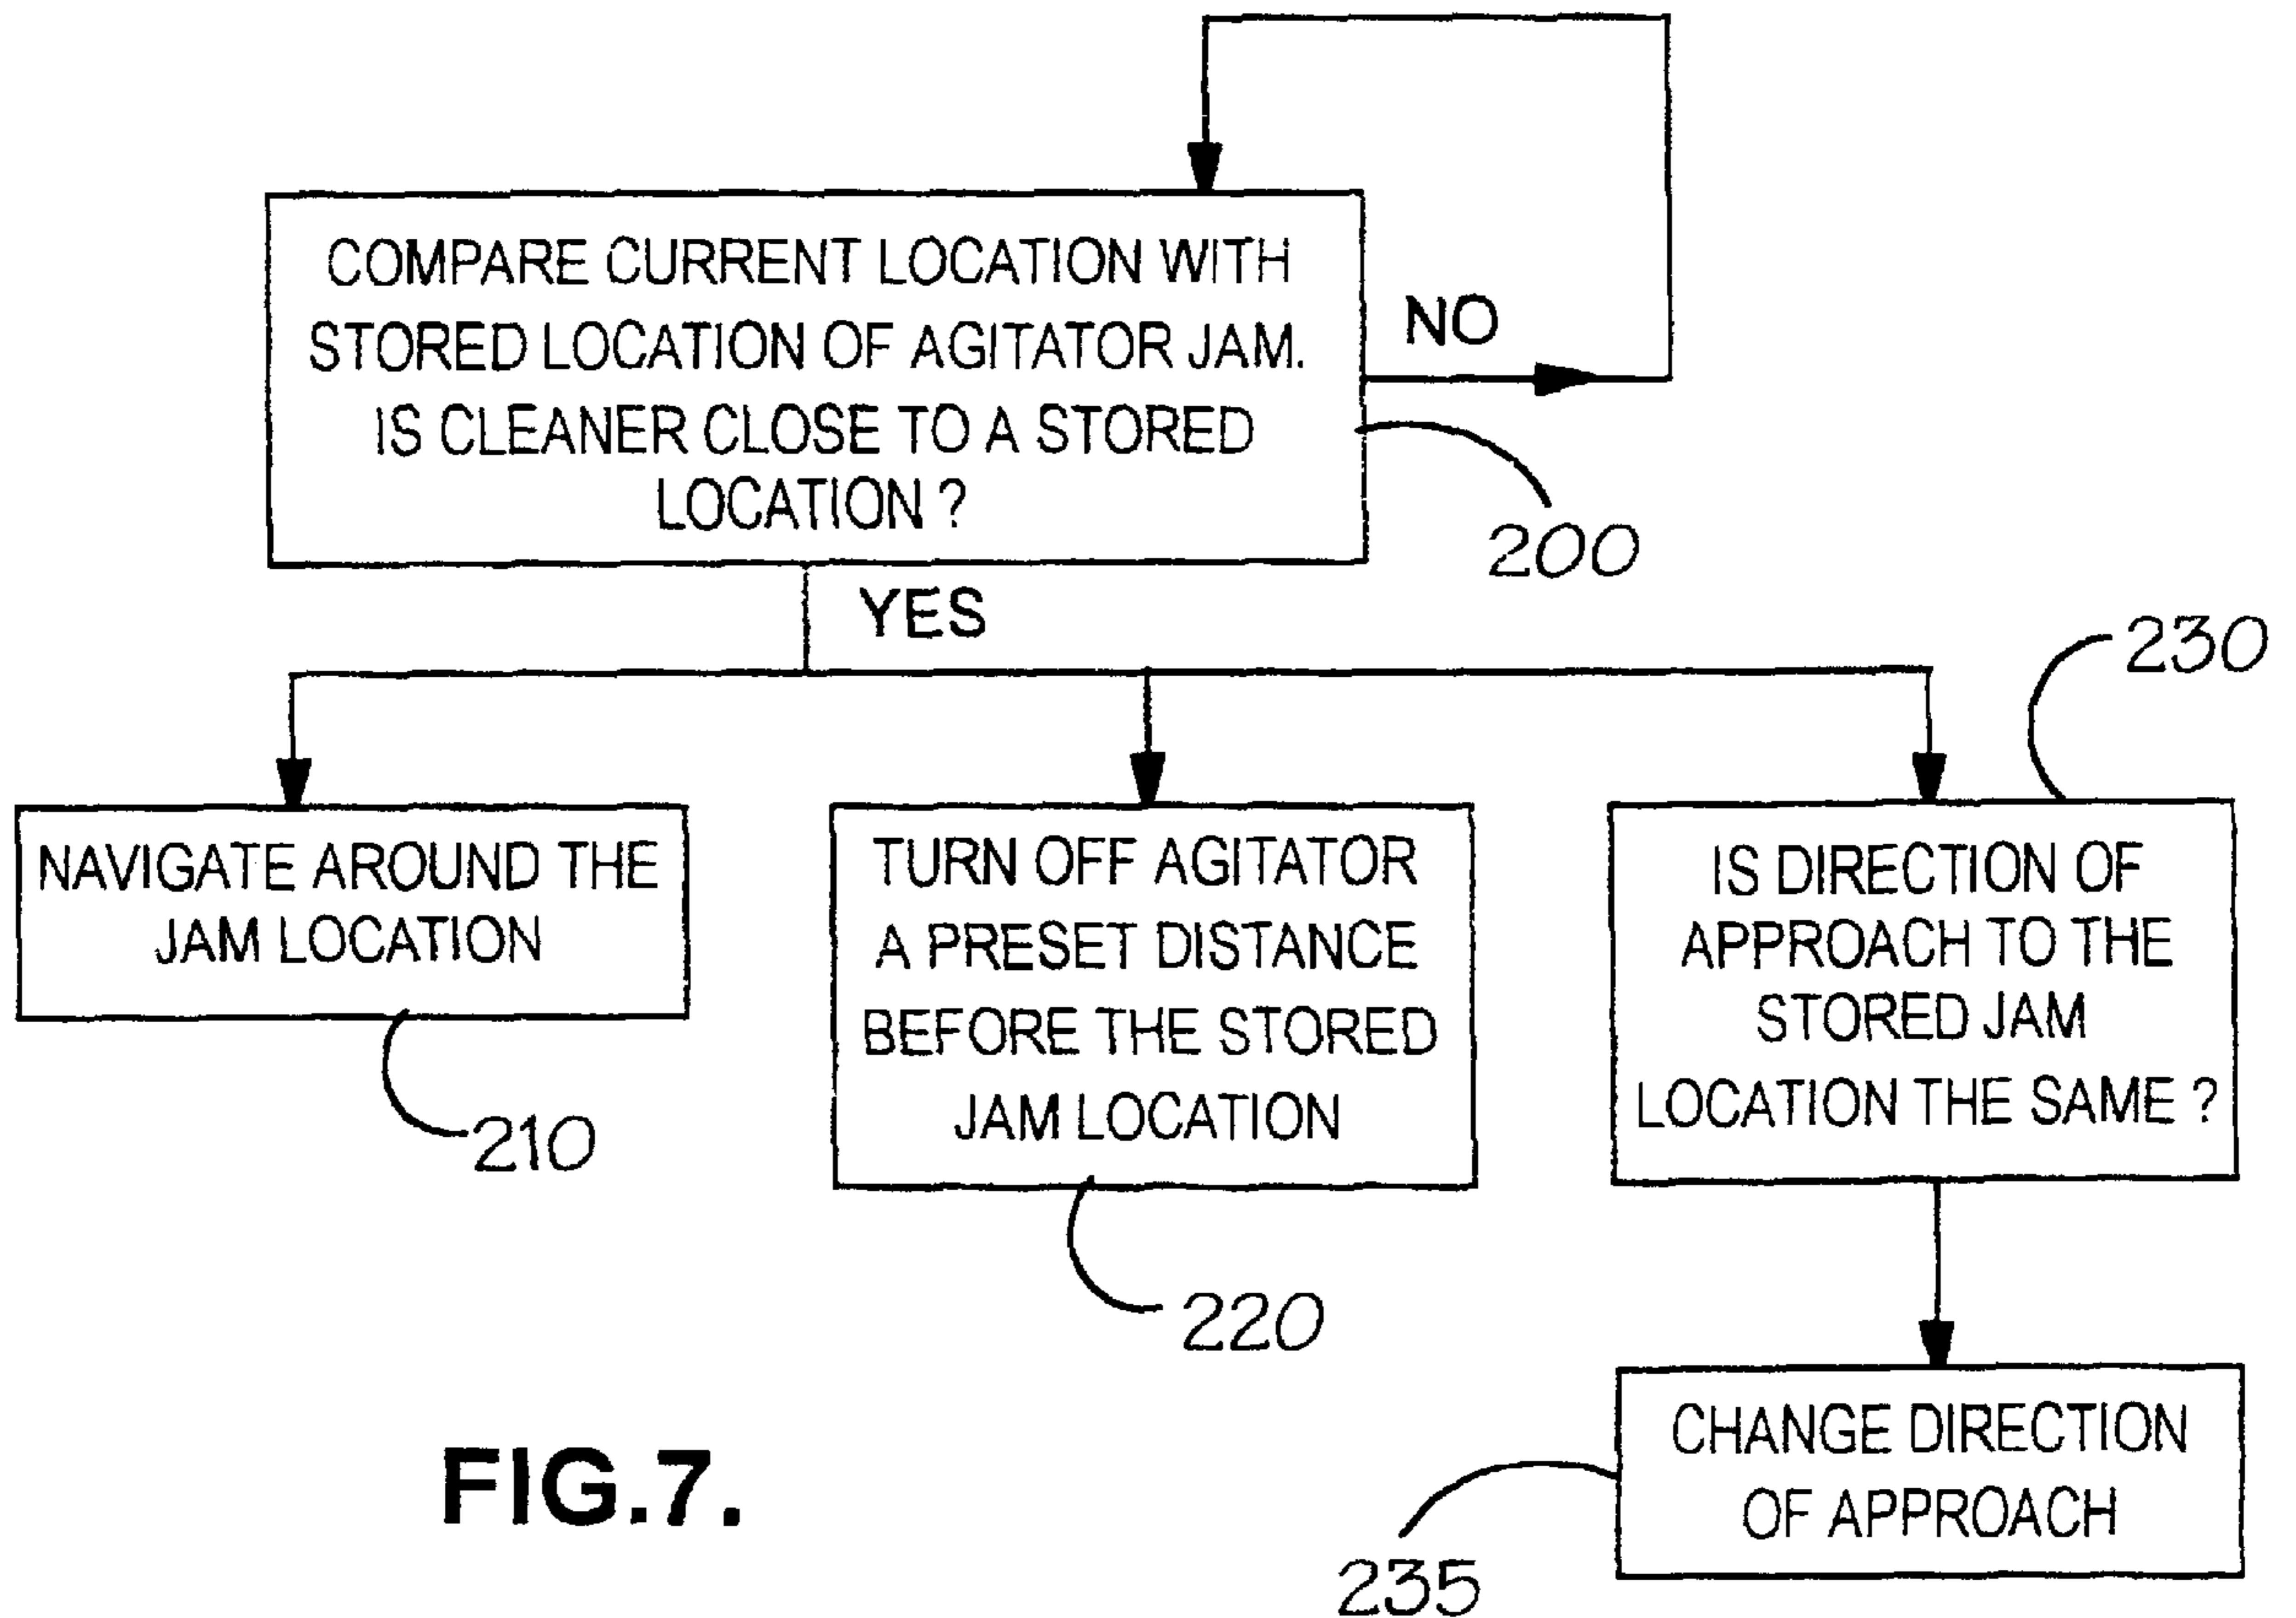 COMPARE CURRENT LOCATION WITH
STORED LOCATION OF AGITATOR JAM.
IS CLEANER CLOSE TO A STORED
LOCATION ?
NO
200
YES
230
NAVIGATE AROUND THE
JAM LOCATION
210
TURN OFF AGITATOR
A PRESET DISTANCE
BEFORE THE STORED
JAM LOCATION
220
IS DIRECTION OF
APPROACH TO THE
STORED JAM
LOCATION THE SAME ?
CHANGE DIRECTION
OF APPROACH
235
FIG.7.